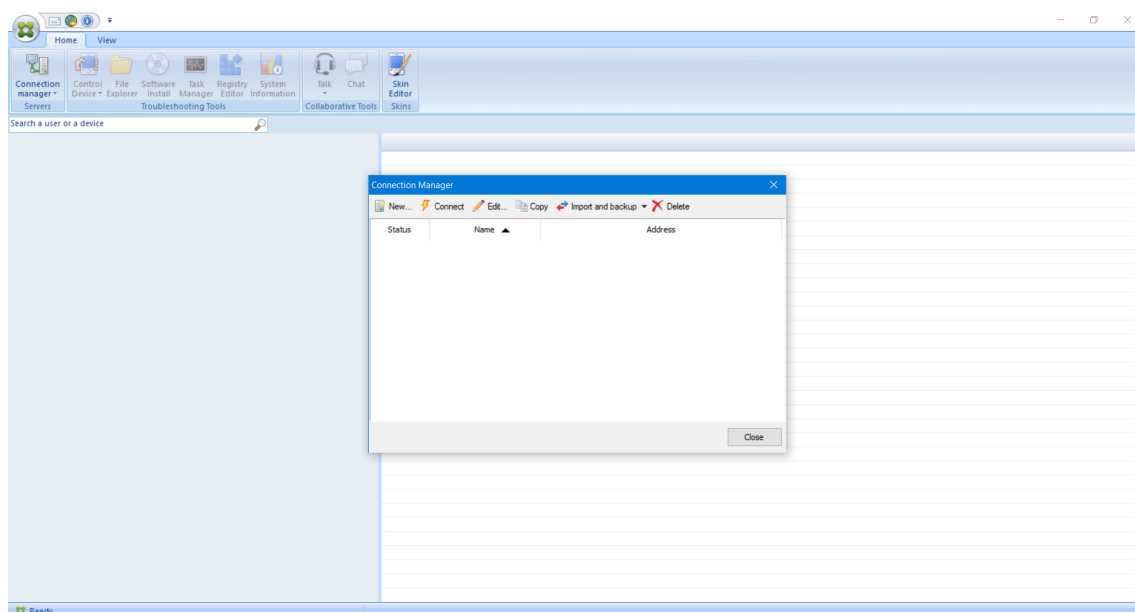 Home View
Connection manager
Control Device
File Explorer
Software Install
Task Manager
Registry Editor
System Information
Talk
Chat
Skin Editor
Servers
Troubleshooting Tools
Collaborative Tools
Skins
Search a user or a device
Connection Manager
New... Connect Edit... Copy Import and backup Delete
Status Name Address
Close
Ready